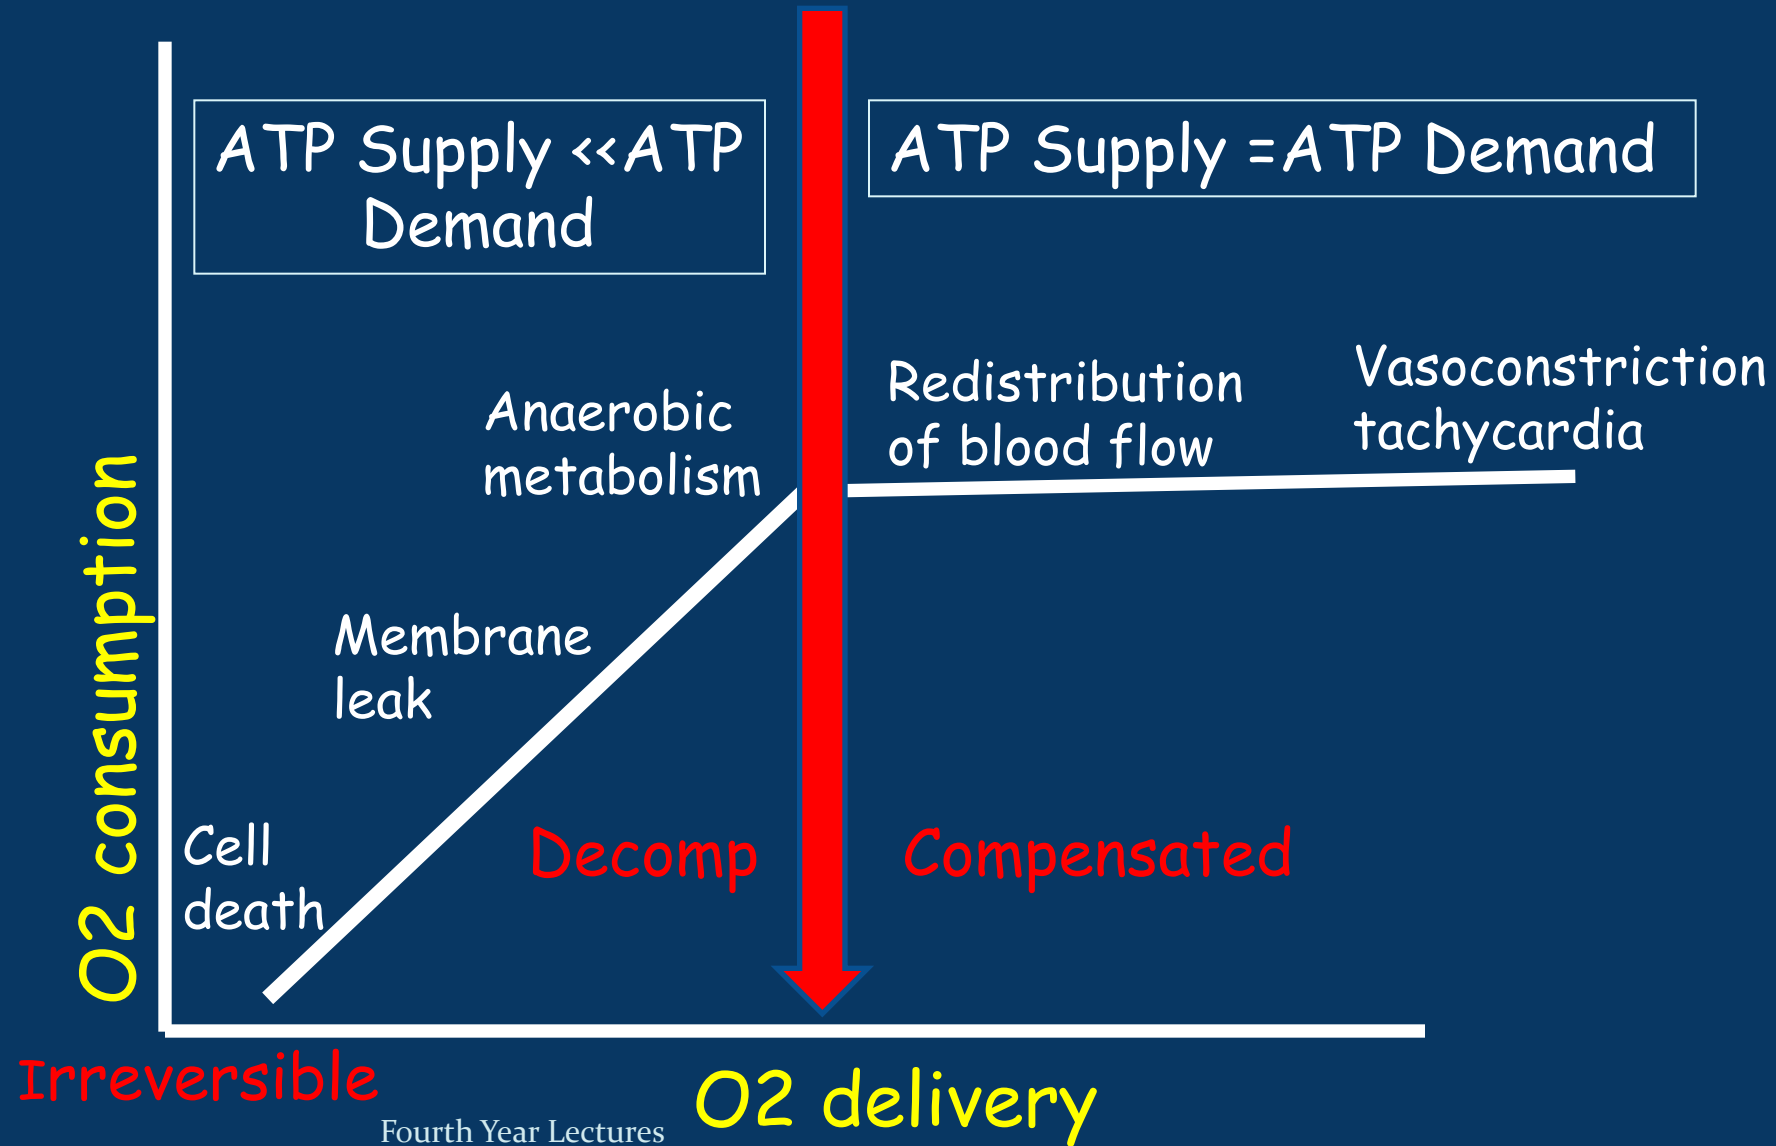 ATP Supply <<ATP
Demand
ATP Supply =ATP Demand
Vasoconstriction
tachycardia
Redistribution
of blood flow
Anaerobic
metabolism
Membrane
leak
Cell
death
Decomp
Compensated
O2 consumption
Irreversible
O2 delivery
Fourth Year Lectures